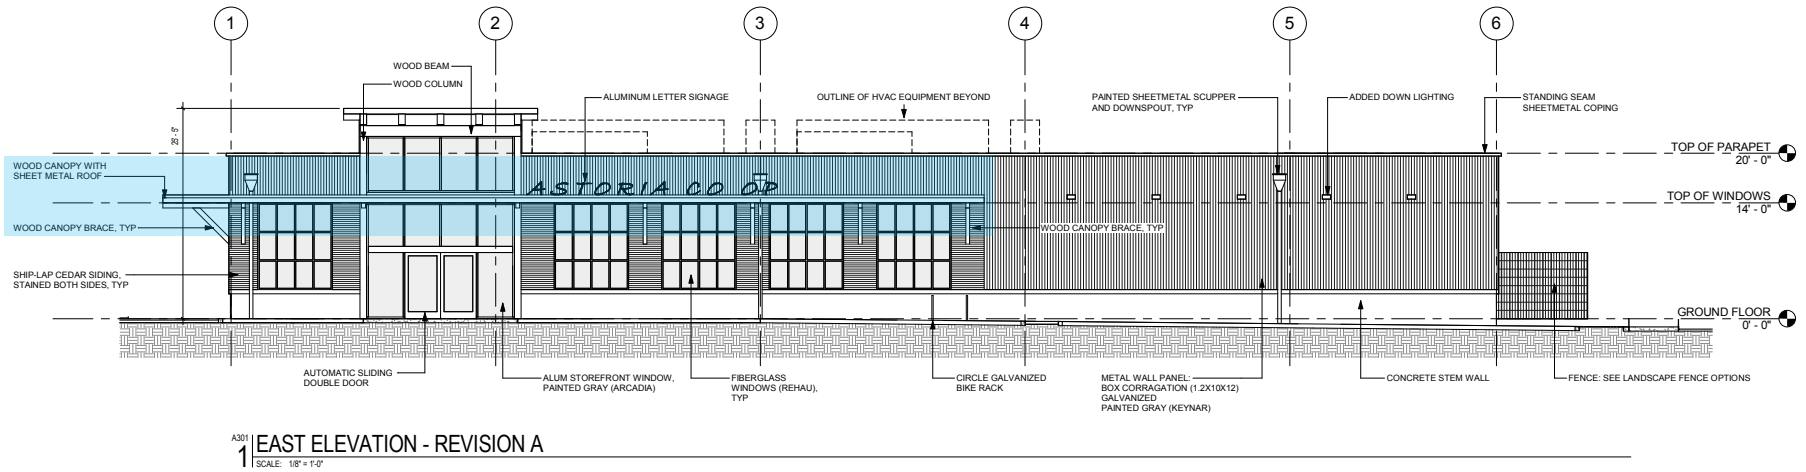 1 2 3 4 5 6
WOOD BEAM
WOOD COLUMN
ALUMINUM LETTER SIGNAGE
OUTLINE OF HVAC EQUIPMENT BEYOND
PAINTED SHEETMETAL SCUPPER
AND DOWNSPOUT, TYP
ADDED DOWN LIGHTING
STANDING SEAM
SHEETMETAL COPING
28' - 5"
TOP OF PARAPET
20' - 0"
WOOD CANOPY WITH
SHEET METAL ROOF
ASTORIA CO OP
TOP OF WINDOWS
14' - 0"
WOOD CANOPY BRACE, TYP
WOOD CANOPY BRACE, TYP
SHIP-LAP CEDAR SIDING,
STAINED BOTH SIDES, TYP
GROUND FLOOR
0' - 0"
AUTOMATIC SLIDING
DOUBLE DOOR
ALUM STOREFRONT WINDOW,
PAINTED GRAY (ARCADIA)
FIBERGLASS
WINDOWS (REHAU),
TYP
CIRCLE GALVANIZED
BIKE RACK
METAL WALL PANEL:
BOX CORRAGATION (1.2X10X12)
GALVANIZED
PAINTED GRAY (KEYNAR)
CONCRETE STEM WALL
FENCE: SEE LANDSCAPE FENCE OPTIONS
A301
1
EAST ELEVATION - REVISION A
SCALE: 1/8" = 1'-0"